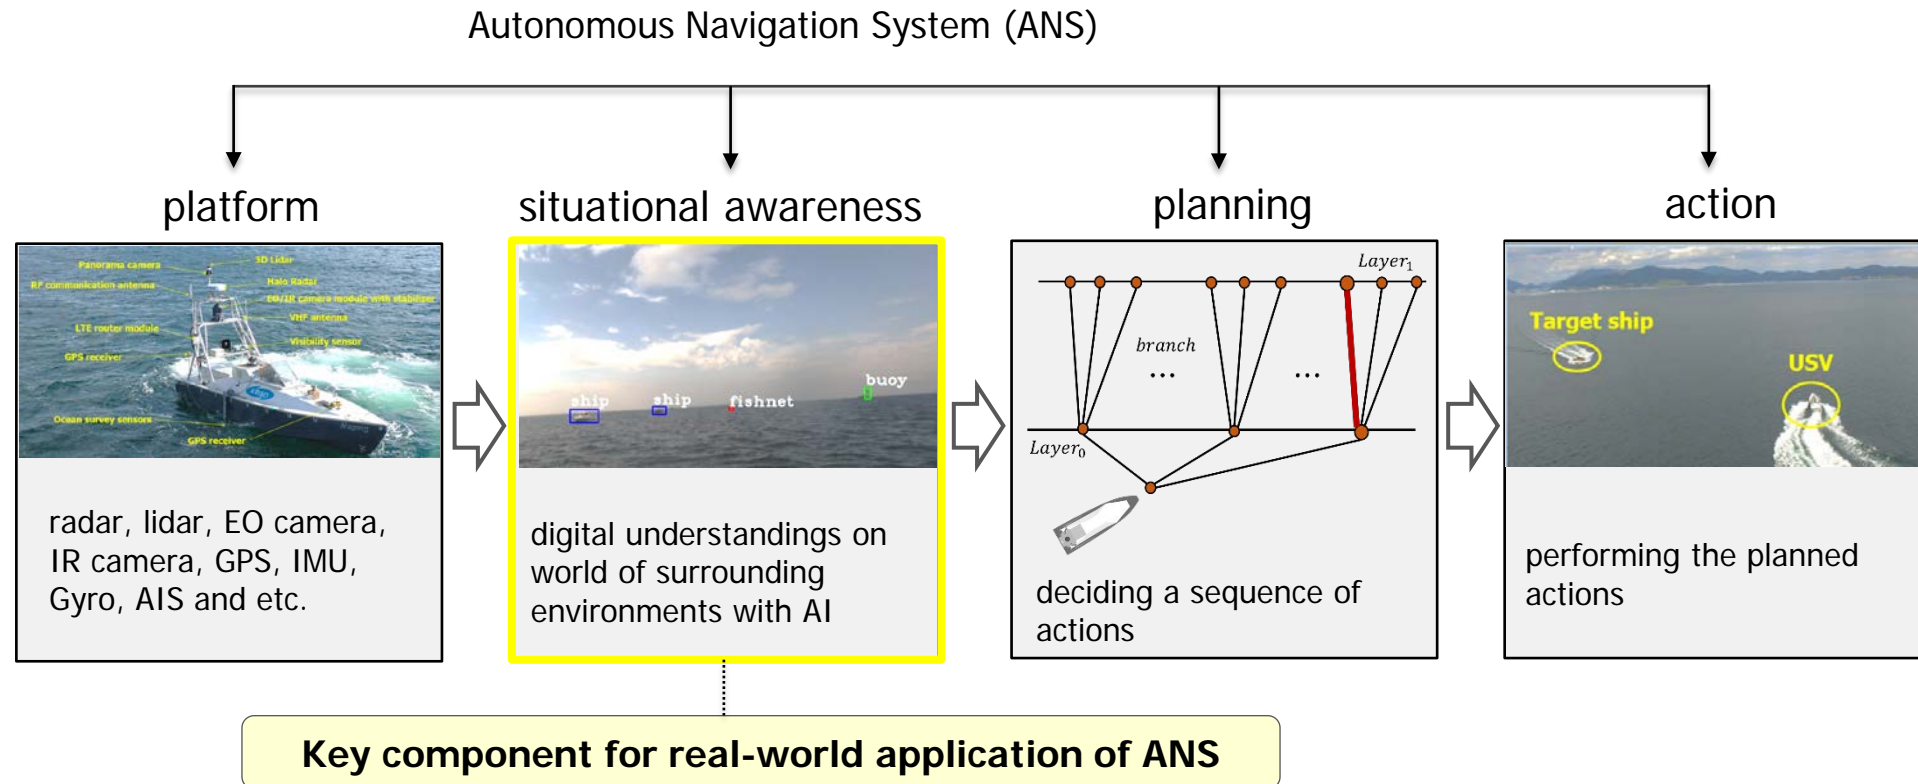 Autonomous Navigation System (ANS)
platform
situational awareness
planning
action
3D Lidar
Panorama camera
Halo Radar
RF communication antenna
EO/IR camera module with stabilizer
VHF antenna
LTE router module
Visibility sensor
GPS receiver
Ocean survey sensors
GPS receiver
radar, lidar, EO camera,
IR camera, GPS, IMU,
Gyro, AIS and etc.
ship
ship
fishnet
buoy
digital understandings on
world of surrounding
environments with AI
Layer₁
branch
... ...
Layer₀
deciding a sequence of
actions
Target ship
USV
performing the planned
actions
Key component for real-world application of ANS